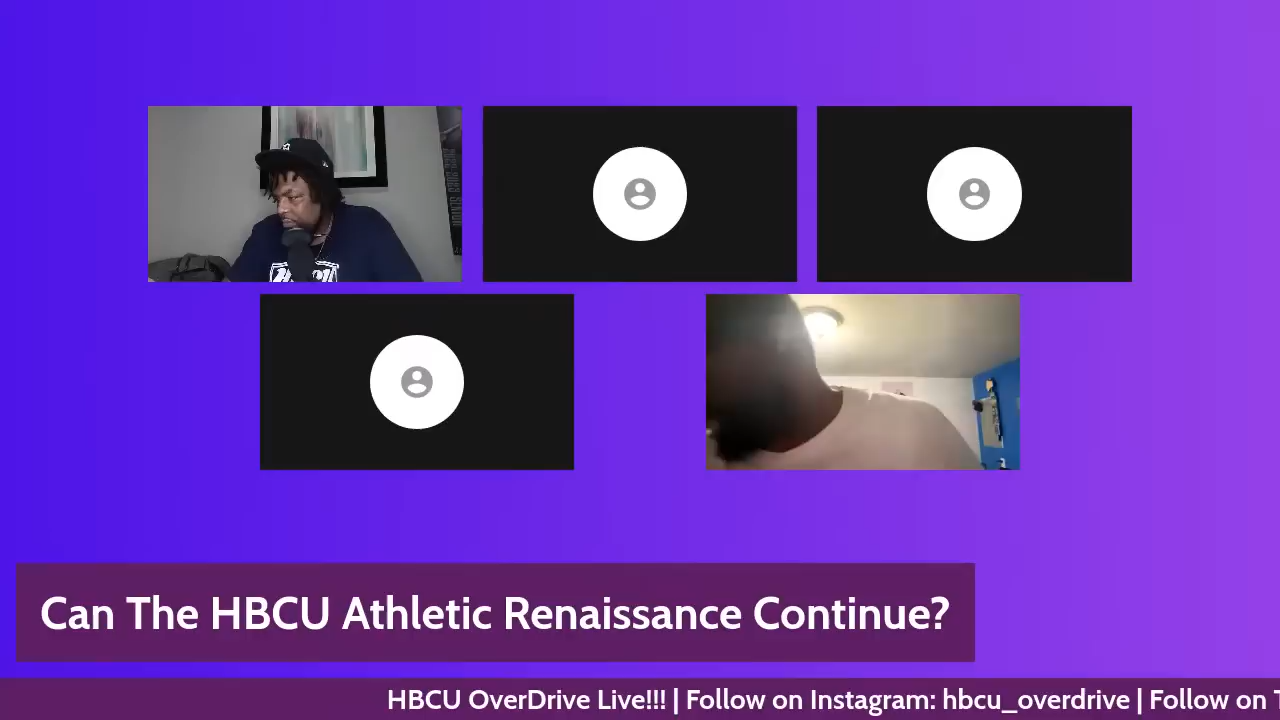 Can The HBCU Athletic Renaissance Continue?
HBCU OverDrive Live!!! | Follow on Instagram: hbcu_overdrive | Follow on